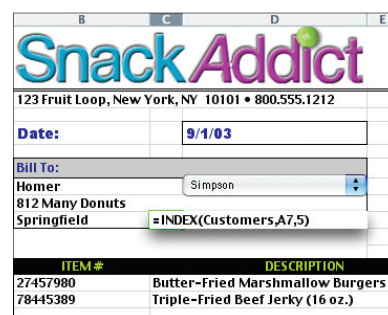 B C D E
Snack Addict
123 Fruit Loop, New York, NY 10101 • 800.555.1212
Date: 9/1/03
Bill To:
Homer Simpson
812 Many Donuts
Springfield =INDEX(Customers,A7,5)
ITEM # DESCRIPTION
27457980 Butter-Fried Marshmallow Burgers
78445389 Triple-Fried Beef Jerky (16 oz.)